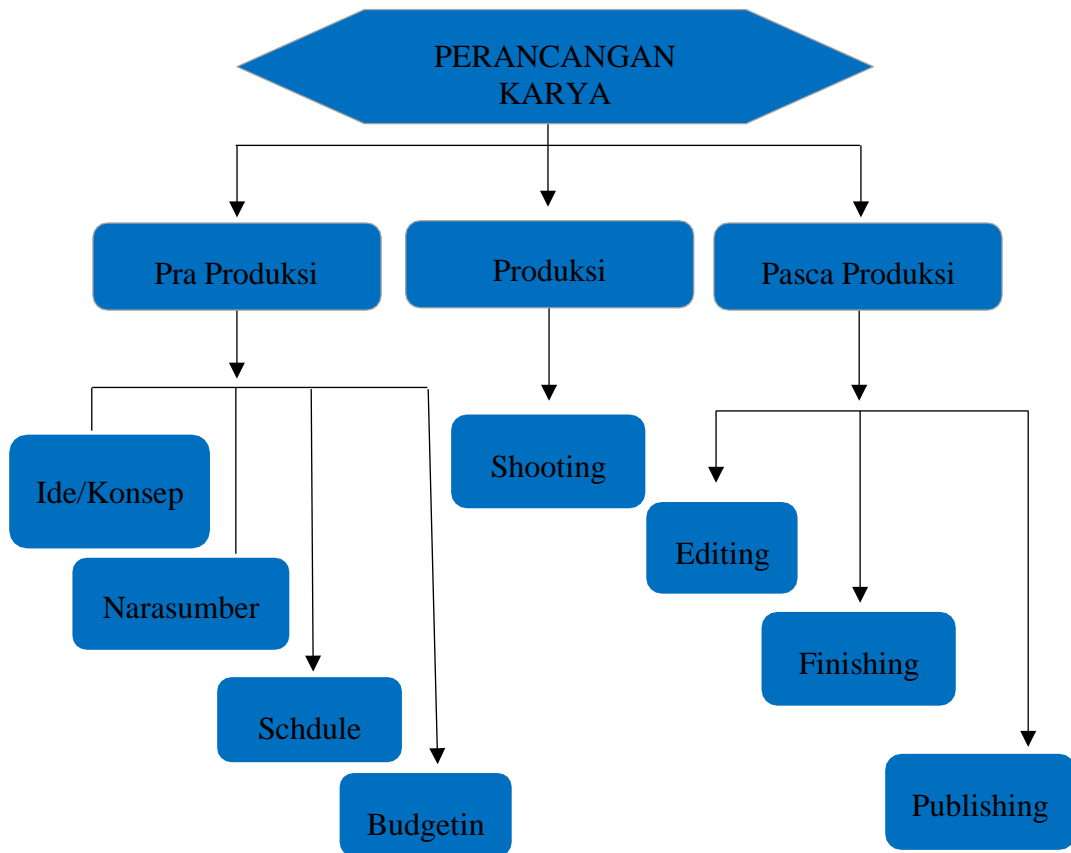 PERANCANGAN
KARYA
Pra Produksi
Produksi
Pasca Produksi
Ide/Konsep
Narasumber
Schdule
Budgetin
Shooting
Editing
Finishing
Publishing